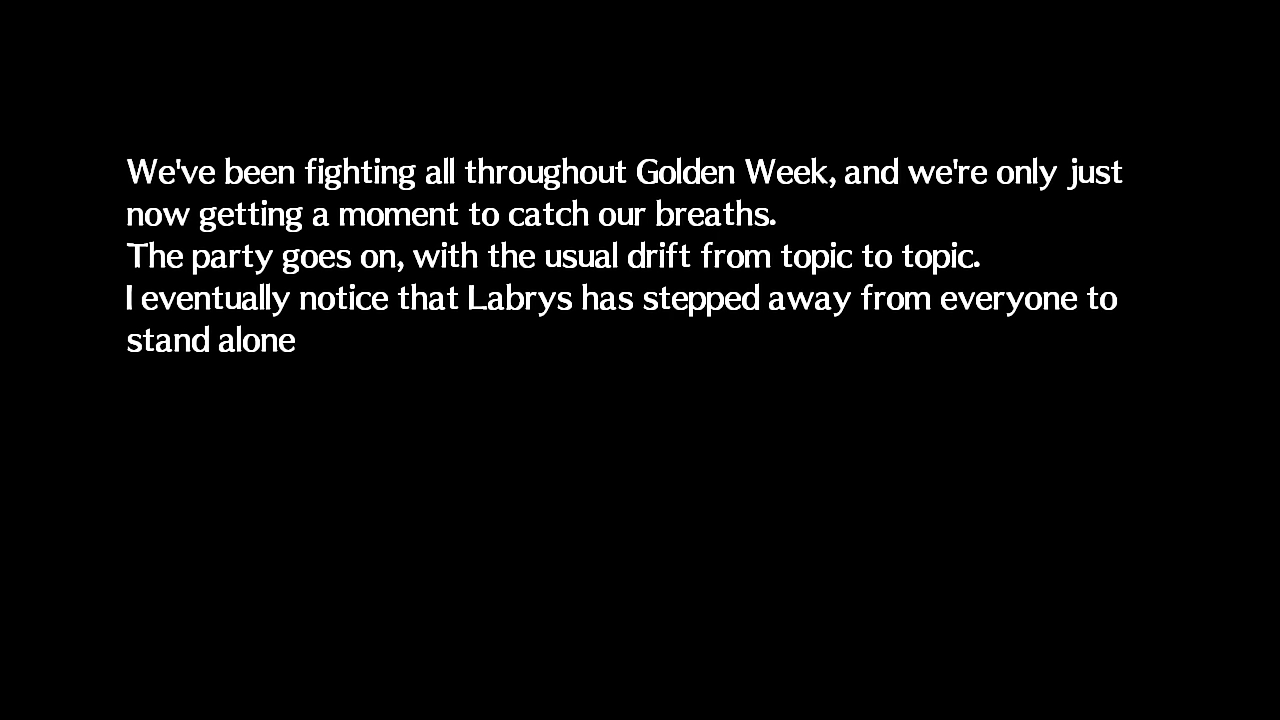 We've been fighting all throughout Golden Week, and we're only just
now getting a moment to catch our breaths.
The party goes on, with the usual drift from topic to topic.
I eventually notice that Labrys has stepped away from everyone to
stand alone